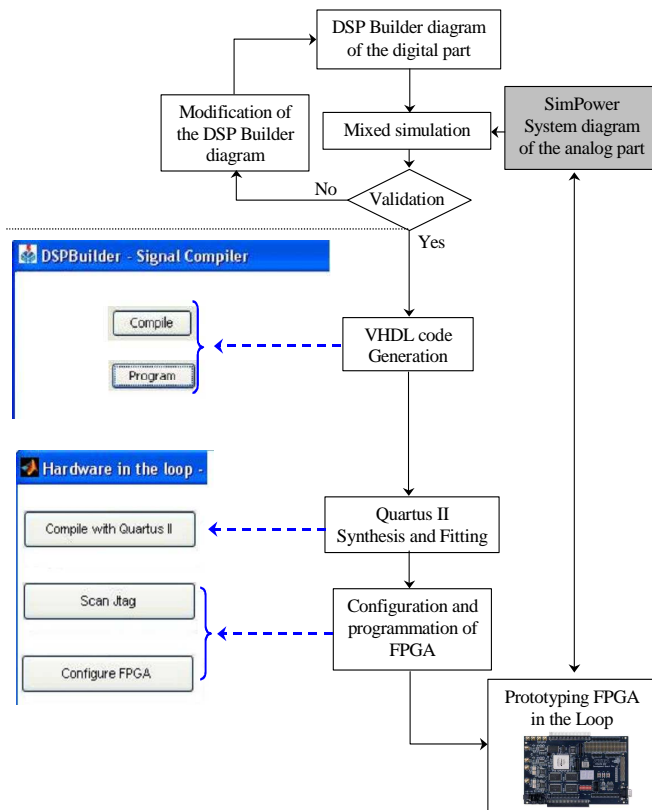 DSP Builder diagram
of the digital part
Modification of
the DSP Builder
diagram
Mixed simulation
SimPower
System diagram
of the analog part
No
Validation
Yes
DSPBuilder - Signal Compiler
Compile
Program
VHDL code
Generation
Hardware in the loop -
Compile with Quartus II
Quartus II
Synthesis and Fitting
Scan Jtag
Configure FPGA
Configuration and
programmation of
FPGA
Prototyping FPGA
in the Loop